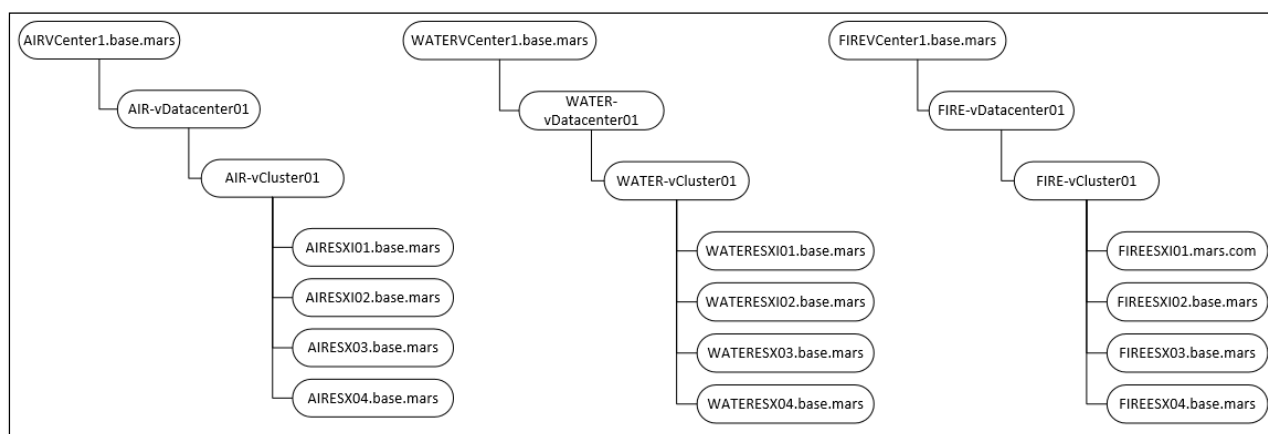 AIRVCenter1.base.mars
AIR-vDatacenter01
AIR-vCluster01
AIRESXI01.base.mars
AIRESXI02.base.mars
AIRESX03.base.mars
AIRESX04.base.mars
WATERVCenter1.base.mars
WATER-
vDatacenter01
WATER-vCluster01
WATERESXI01.base.mars
WATERESXI02.base.mars
WATERESX03.base.mars
WATERESX04.base.mars
FIREVCenter1.base.mars
FIRE-vDatacenter01
FIRE-vCluster01
FIREESXI01.mars.com
FIREESXI02.base.mars
FIREESX03.base.mars
FIREESX04.base.mars